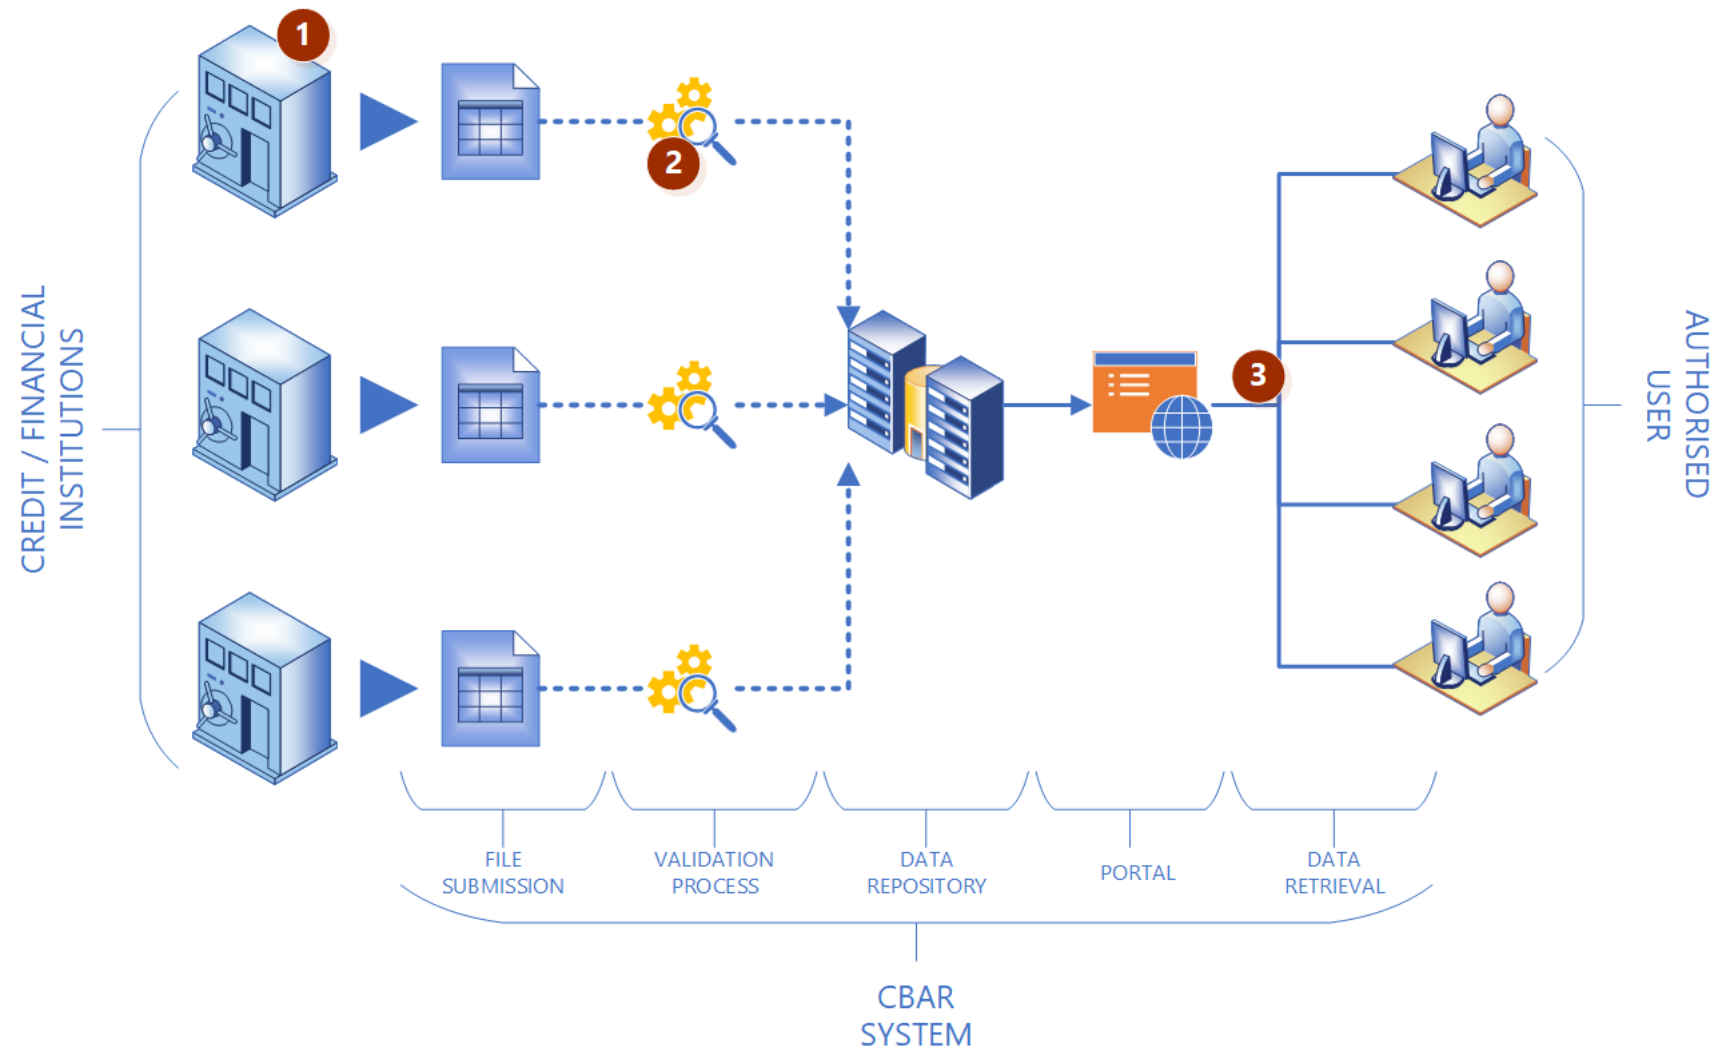 1
2
3
CREDIT / FINANCIAL
INSTITUTIONS
AUTHORISED
USER
FILE
SUBMISSION
VALIDATION
PROCESS
DATA
REPOSITORY
PORTAL
DATA
RETRIEVAL
CBAR
SYSTEM